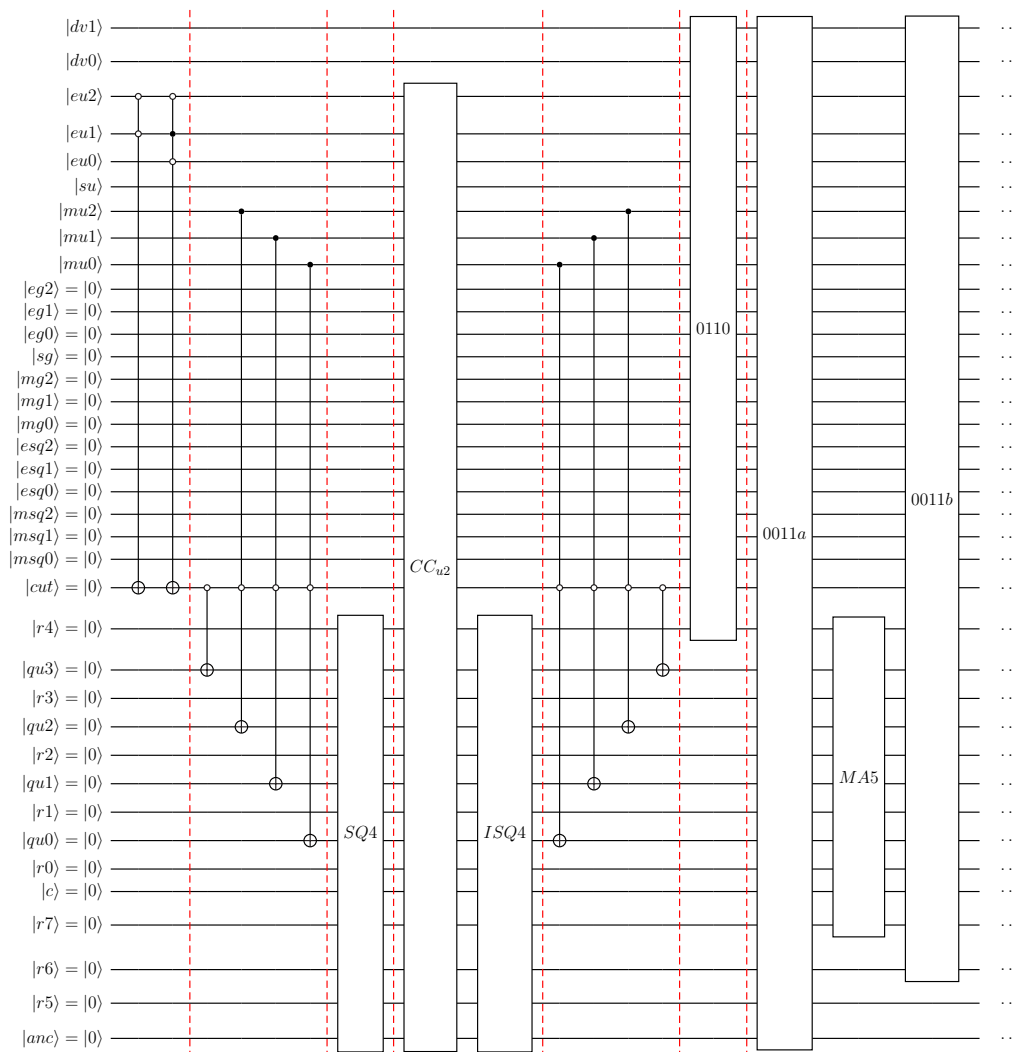 |dv1⟩
|dv0⟩
|eu2⟩
|eu1⟩
|eu0⟩
|su⟩
|mu2⟩
|mu1⟩
|mu0⟩
|eg2⟩ = |0⟩
|eg1⟩ = |0⟩
|eg0⟩ = |0⟩
|sg⟩ = |0⟩
|mg2⟩ = |0⟩
|mg1⟩ = |0⟩
|mg0⟩ = |0⟩
|esq2⟩ = |0⟩
|esq1⟩ = |0⟩
|esq0⟩ = |0⟩
|msq2⟩ = |0⟩
|msq1⟩ = |0⟩
|msq0⟩ = |0⟩
|cut⟩ = |0⟩
|r4⟩ = |0⟩
|qu3⟩ = |0⟩
|r3⟩ = |0⟩
|qu2⟩ = |0⟩
|r2⟩ = |0⟩
|qu1⟩ = |0⟩
|r1⟩ = |0⟩
|qu0⟩ = |0⟩
|r0⟩ = |0⟩
|c⟩ = |0⟩
|r7⟩ = |0⟩
|r6⟩ = |0⟩
|r5⟩ = |0⟩
|anc⟩ = |0⟩
SQ4
CC_{u2}
ISQ4
0110
0011a
MA5
0011b